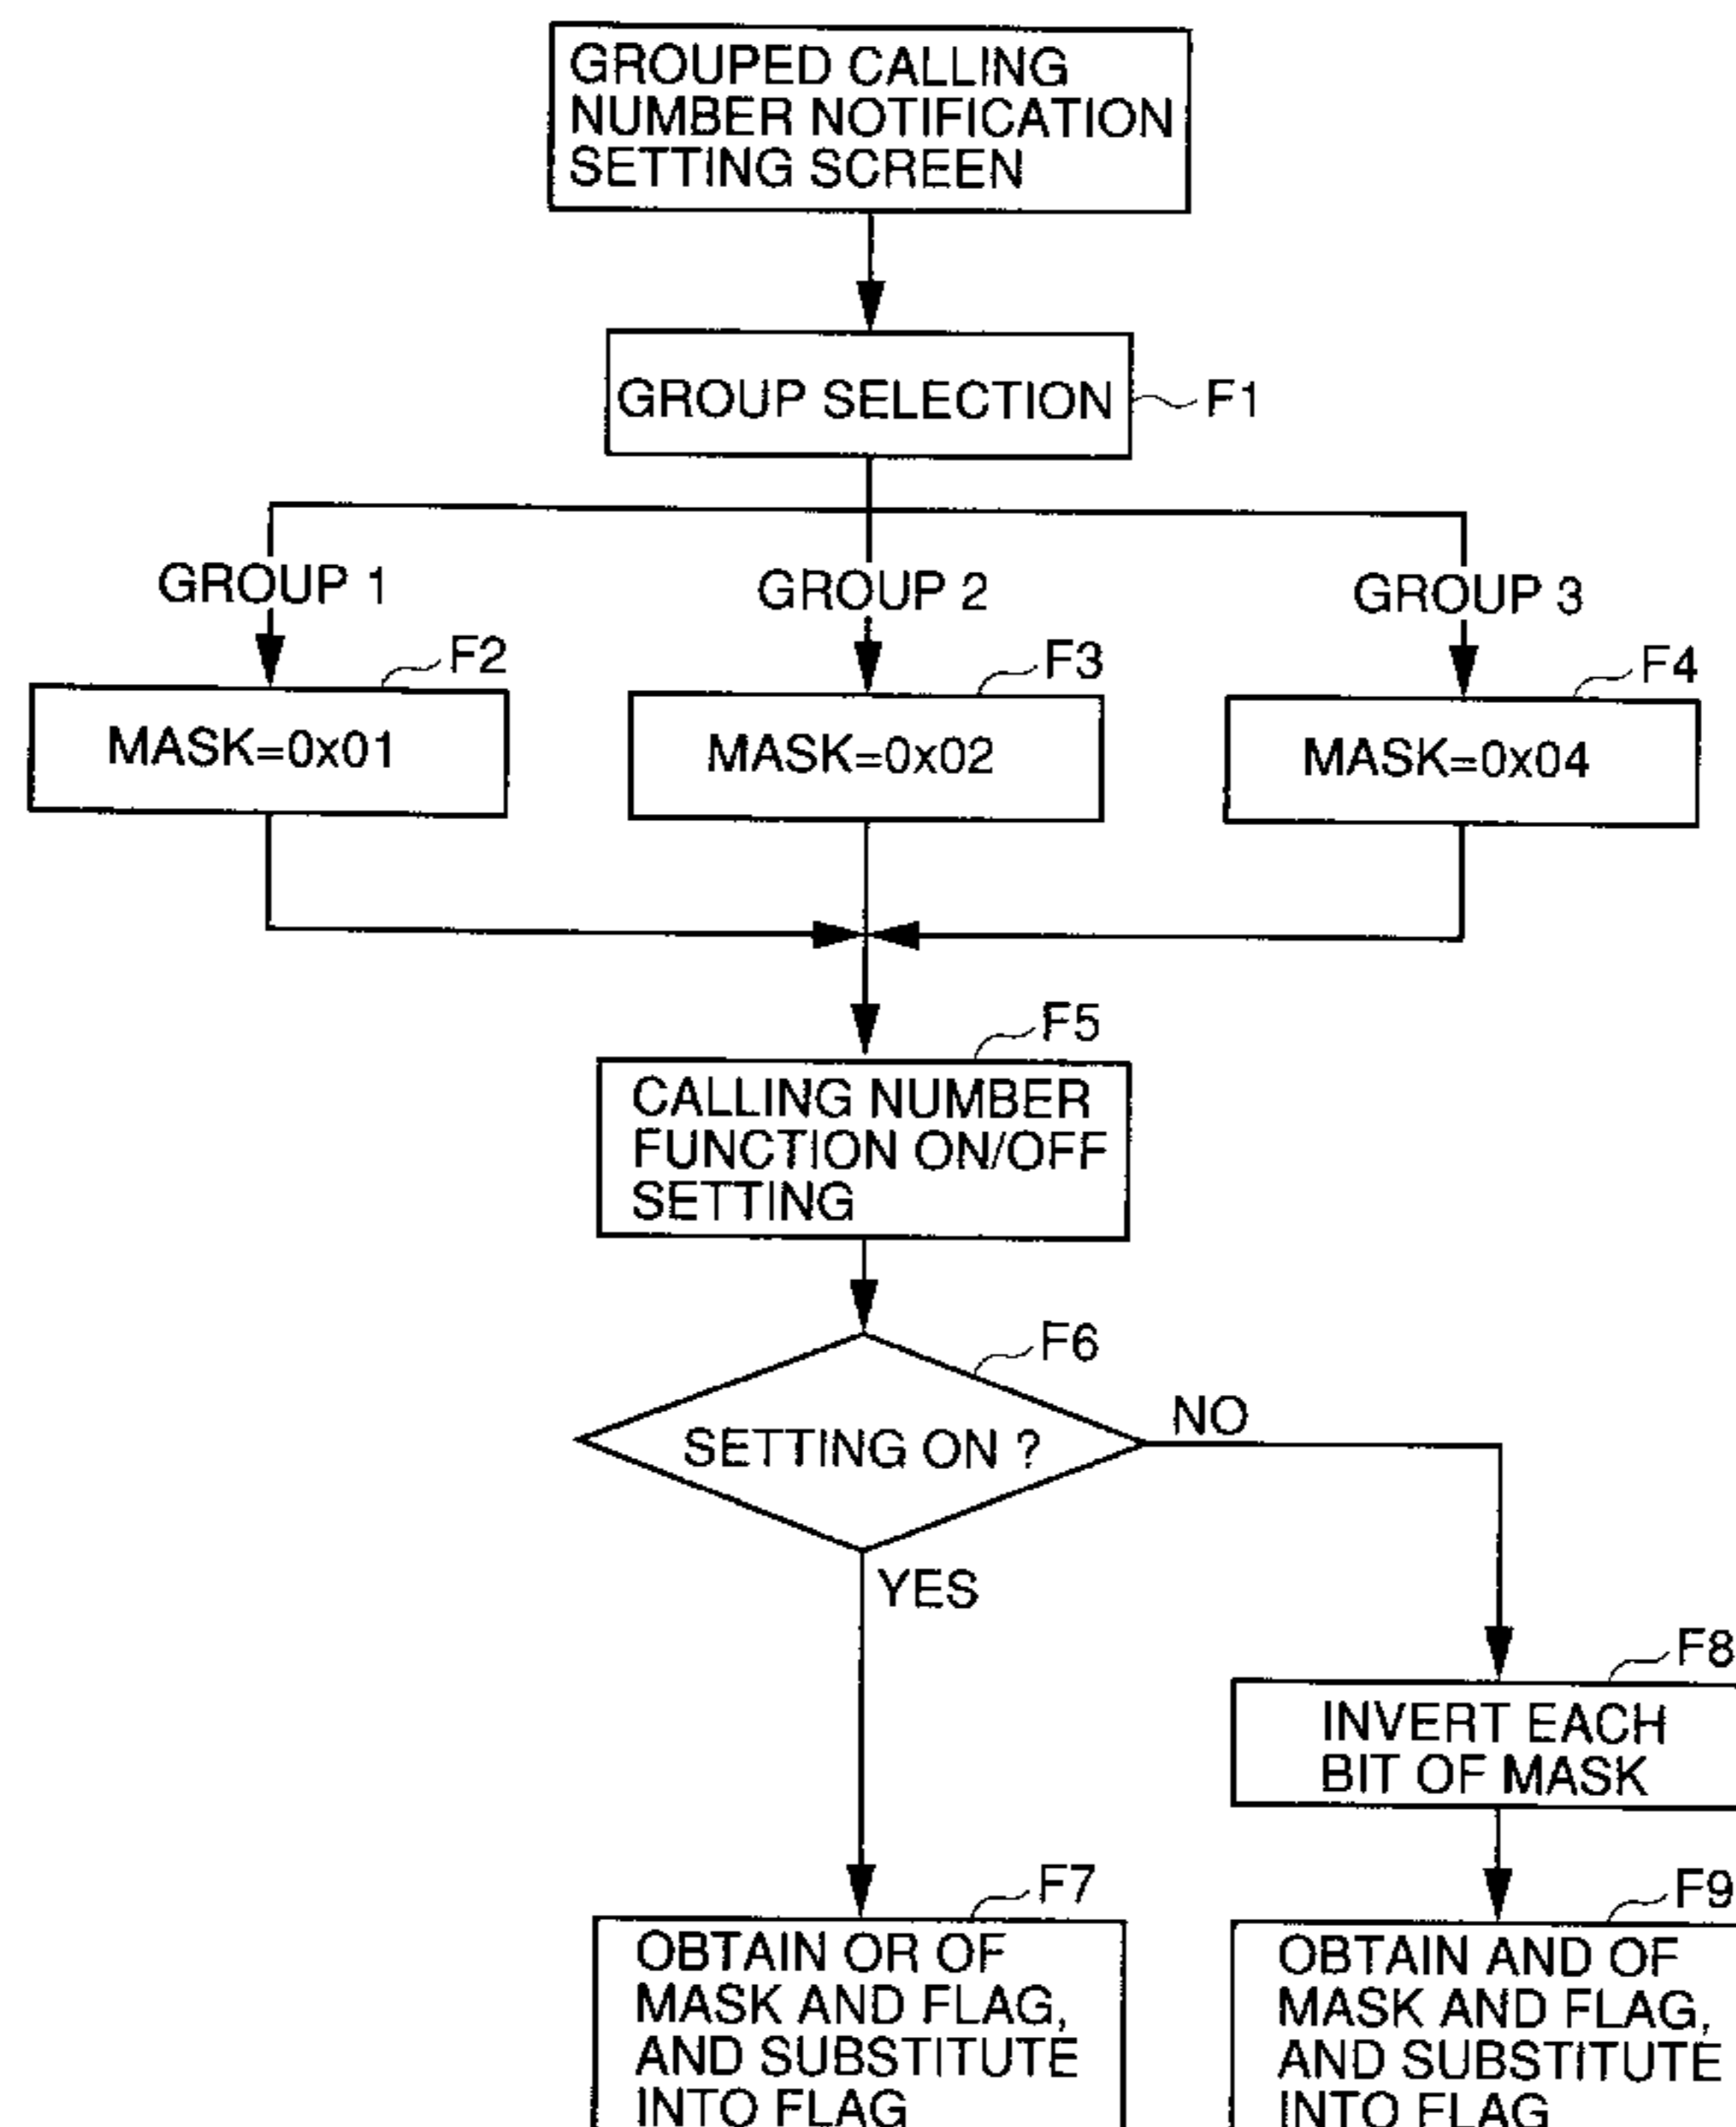 GROUPED CALLING
NUMBER NOTIFICATION
SETTING SCREEN
GROUP SELECTION
F1
GROUP 1
GROUP 2
GROUP 3
F2
F3
F4
MASK=0x01
MASK=0x02
MASK=0x04
F5
CALLING NUMBER
FUNCTION ON/OFF
SETTING
F6
SETTING ON ?
NO
YES
F8
INVERT EACH
BIT OF MASK
F7
OBTAIN OR OF
MASK AND FLAG,
AND SUBSTITUTE
INTO FLAG
F9
OBTAIN AND OF
MASK AND FLAG,
AND SUBSTITUTE
INTO FLAG